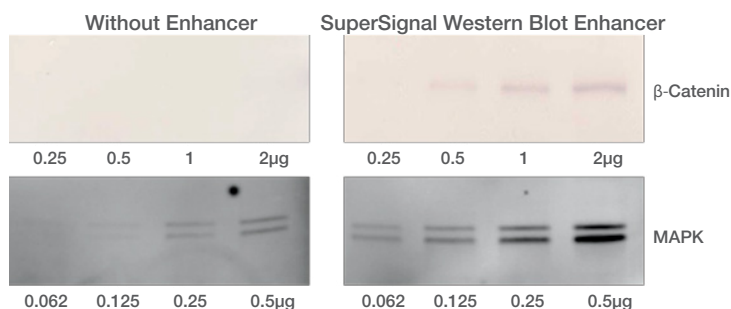 Without Enhancer
SuperSignal Western Blot Enhancer
β-Catenin
0.25 0.5 1 2µg
0.25 0.5 1 2µg
MAPK
0.062 0.125 0.25 0.5µg
0.062 0.125 0.25 0.5µg